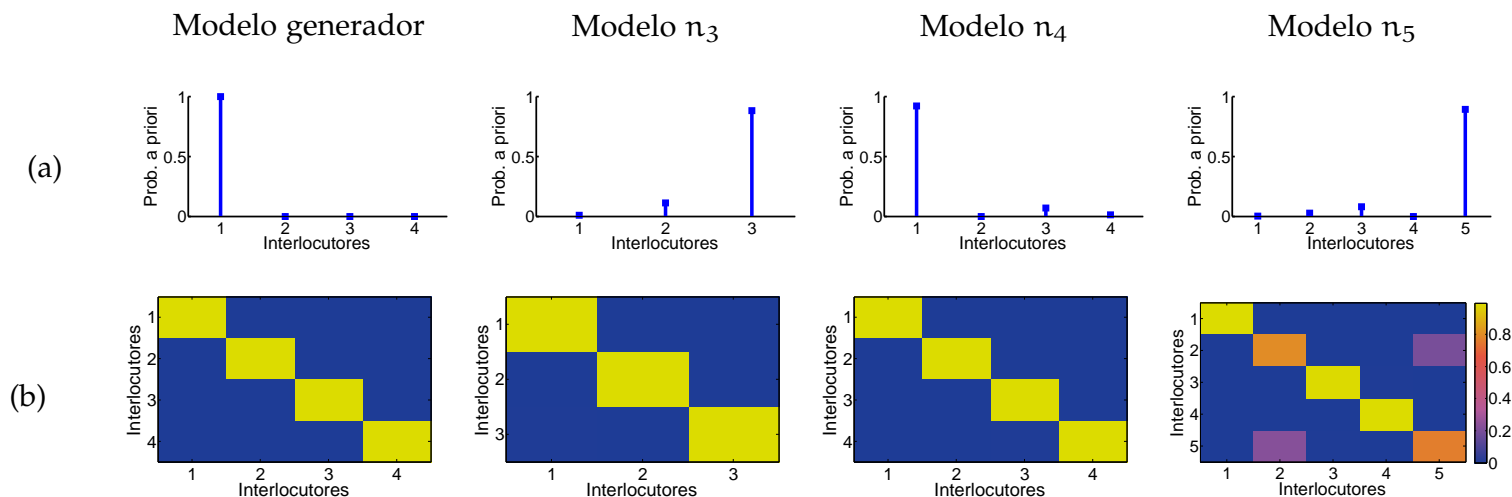 Modelo generador
Modelo n3
Modelo n4
Modelo n5
(a)
Prob. a priori
1
0.5
0
1 2 3 4
Interlocutores
Prob. a priori
1
0.5
0
1 2 3
Interlocutores
Prob. a priori
1
0.5
0
1 2 3 4
Interlocutores
Prob. a priori
1
0.5
0
1 2 3 4 5
Interlocutores
(b)
Interlocutores
1
2
3
4
1 2 3 4
Interlocutores
Interlocutores
1
2
3
1 2 3
Interlocutores
Interlocutores
1
2
3
4
1 2 3 4
Interlocutores
Interlocutores
1
2
3
4
5
1 2 3 4 5
Interlocutores
0.8
0.6
0.4
0.2
0